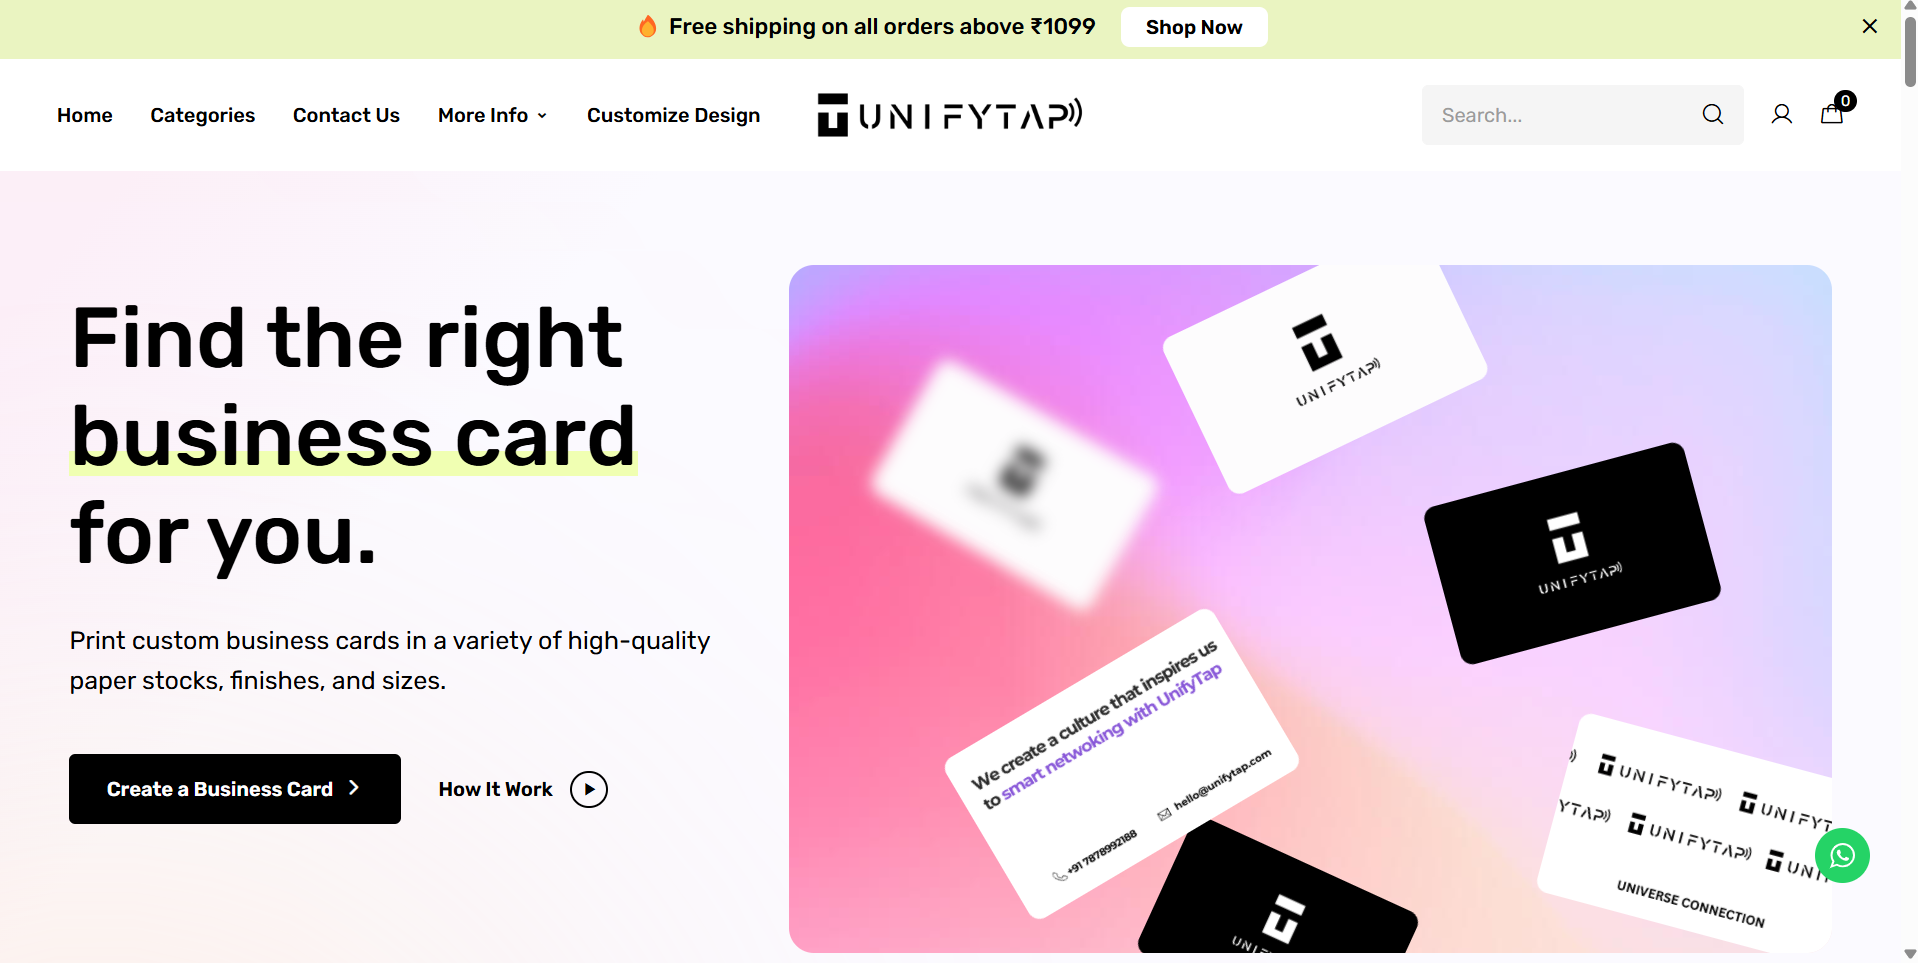 Free shipping on all orders above ₹1099
Shop Now
Home
Categories
Contact Us
More Info
Customize Design
UNIFYTAP
Search...
0
Find the right
business card
for you.
Print custom business cards in a variety of high-quality
paper stocks, finishes, and sizes.
Create a Business Card
How It Work
UNIFYTAP
UNIFYTAP
We create a culture that inspires us
to smart netwoking with UnifyTap
+91 7878992188
hello@unifytap.com
UNIFYTAP
UNIFYT
YTAP
UNIFYTAP
UNI
UNIVERSE CONNECTION
UNI